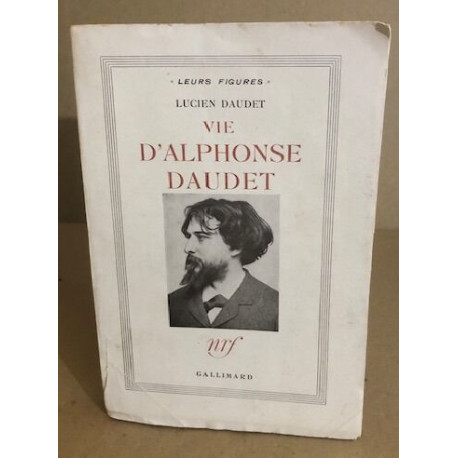 « LEURS FIGURES »
LUCIEN DAUDET
VIE
D'ALPHONSE
DAUDET
nrf
GALLIMARD